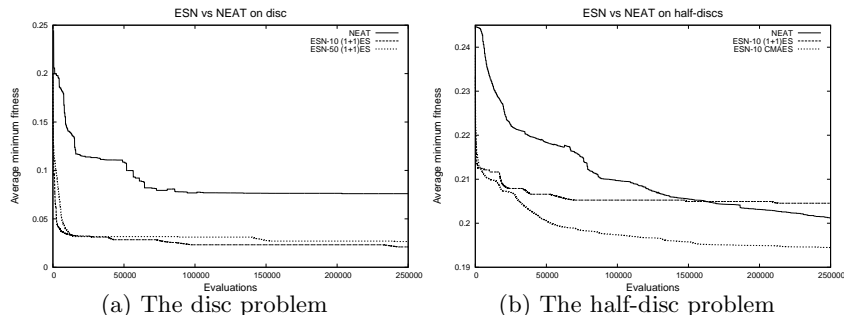 ESN vs NEAT on disc
NEAT
ESN-10 (1+1)ES
ESN-50 (1+1)ES
Average minimum fitness
0.25
0.2
0.15
0.1
0.05
0
0
50000
100000
150000
200000
250000
Evaluations
(a) The disc problem
ESN vs NEAT on half-discs
NEAT
ESN-10 (1+1)ES
ESN-10 CMAES
Average minimum fitness
0.24
0.23
0.22
0.21
0.2
0.19
0
50000
100000
150000
200000
250000
Evaluations
(b) The half-disc problem